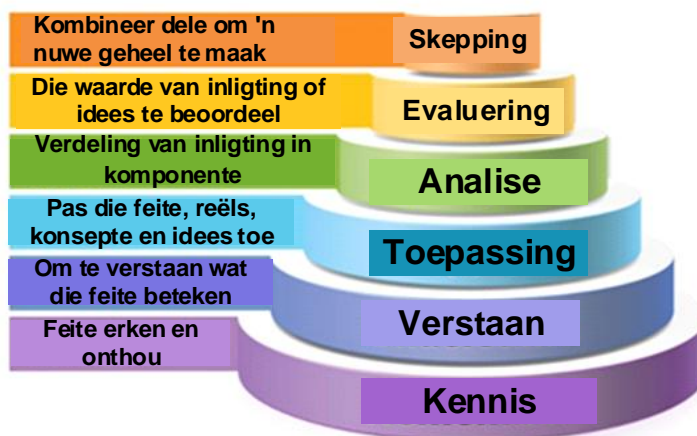 Kombineer dele om 'n
nuwe geheel te maak
Skepping
Die waarde van inligting of
idees te beoordeel
Evaluering
Verdeling van inligting in
komponente
Analise
Pas die feite, reëls,
konsepte en idees toe
Toepassing
Om te verstaan wat
die feite beteken
Verstaan
Feite erken en
onthou
Kennis